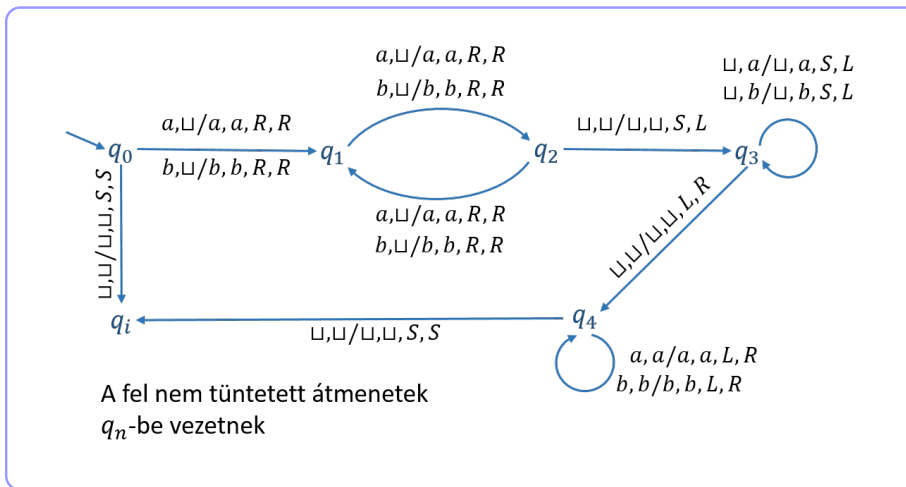 a,⊔/a, a, R, R
b,⊔/b, b, R, R
⊔, a/⊔, a, S, L
⊔, b/⊔, b, S, L
a,⊔/a, a, R, R
⊔,⊔/⊔,⊔, S, L
q₀
q₁
q₂
q₃
b,⊔/b, b, R, R
⊔,⊔/⊔,⊔, S, S
a,⊔/a, a, R, R
b,⊔/b, b, R, R
⊔,⊔/⊔,⊔, L, R
qᵢ
⊔,⊔/⊔,⊔, S, S
q₄
a, a/a, a, L, R
b, b/b, b, L, R
A fel nem tüntetett átmenetek
qₙ-be vezetnek